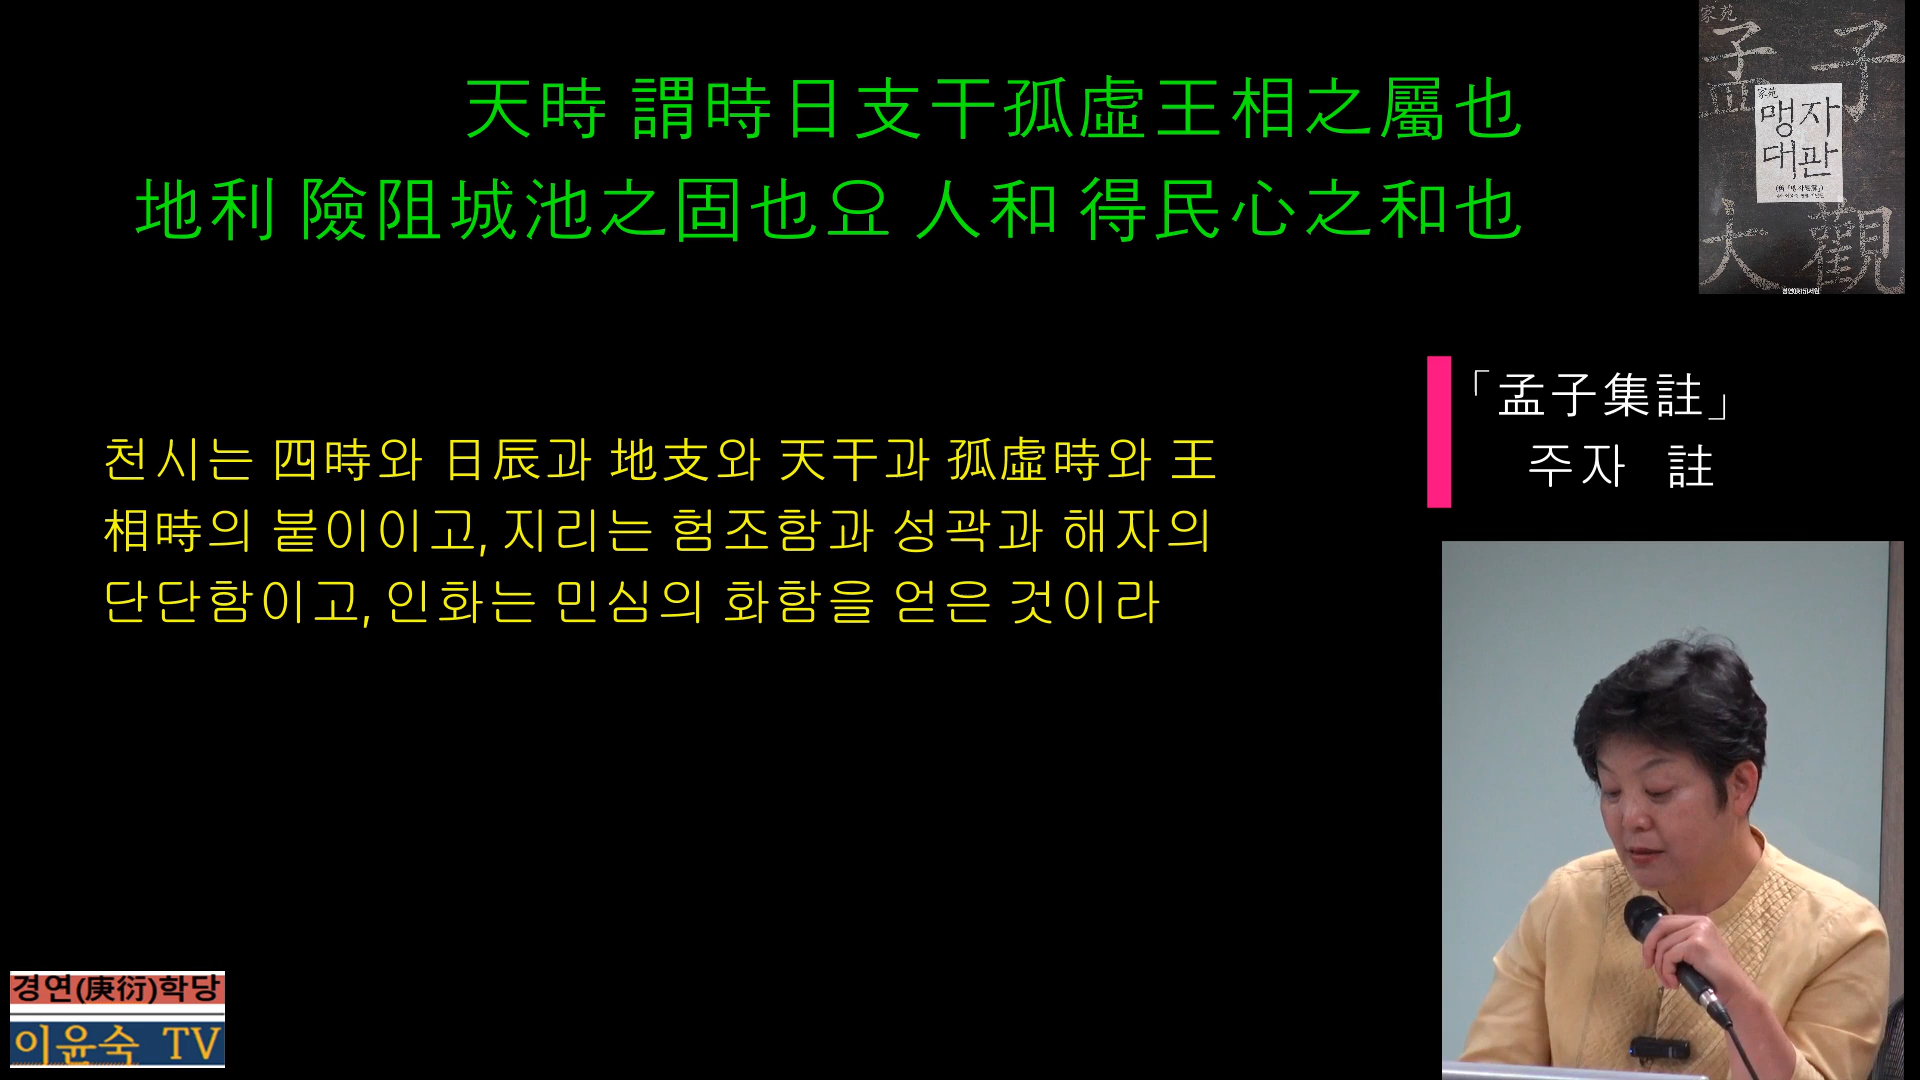 天時 謂時日支干孤虛王相之屬也
地利 險阻城池之固也요 人和 得民心之和也
家苑
孟子
家苑
맹자
대관
大觀
「孟子集註」
주자 註
천시는 四時와 日辰과 地支와 天干과 孤虛時와 王
相時의 붙이이고, 지리는 험조함과 성곽과 해자의
단단함이고, 인화는 민심의 화함을 얻은 것이라
경연(庚衍)학당
이윤숙 TV